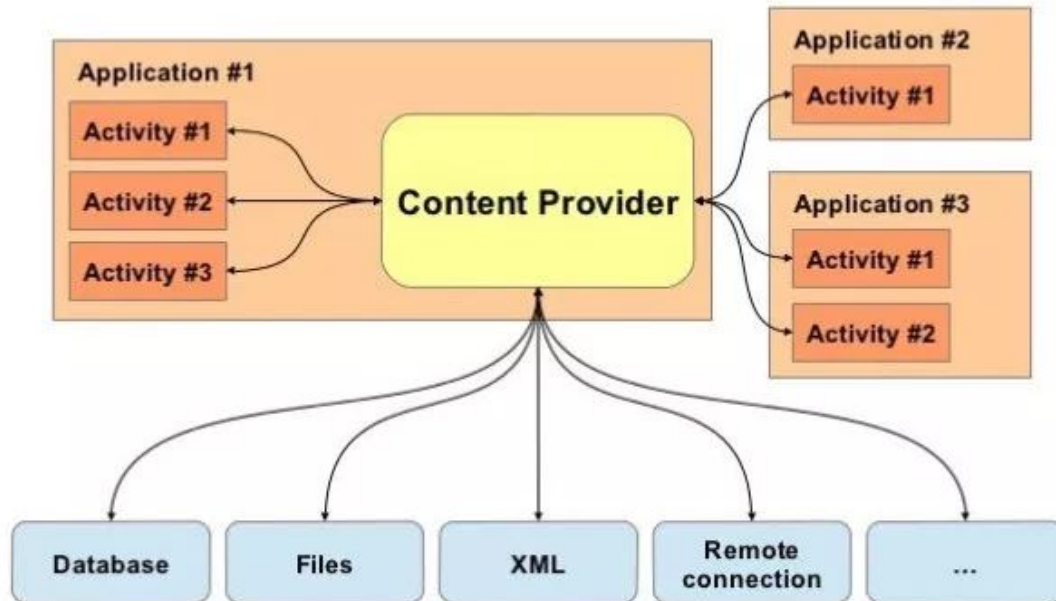 Application #1
Activity #1
Activity #2
Activity #3
Content Provider
Application #2
Activity #1
Application #3
Activity #1
Activity #2
Database
Files
XML
Remote
connection
...